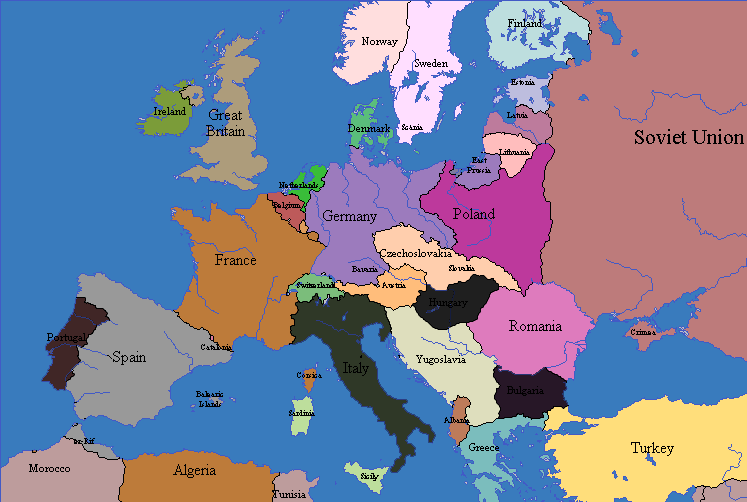 Finland
Norway
Sweden
Estonia
Ireland
Great
Britain
Latvia
Denmark
Scania
Soviet Union
Lithuania
East
Prussia
Netherlands
Belgium
Germany
Poland
Czechoslovakia
France
Bavaria
Slovakia
Switzerland
Austria
Hungary
Romania
Crimea
Portugal
Spain
Catalonia
Italy
Yugoslavia
Corsica
Bulgaria
Balearic
Islands
Sardinia
Albania
Greece
Turkey
er-Rif
Morocco
Algeria
Sicily
Tunisia